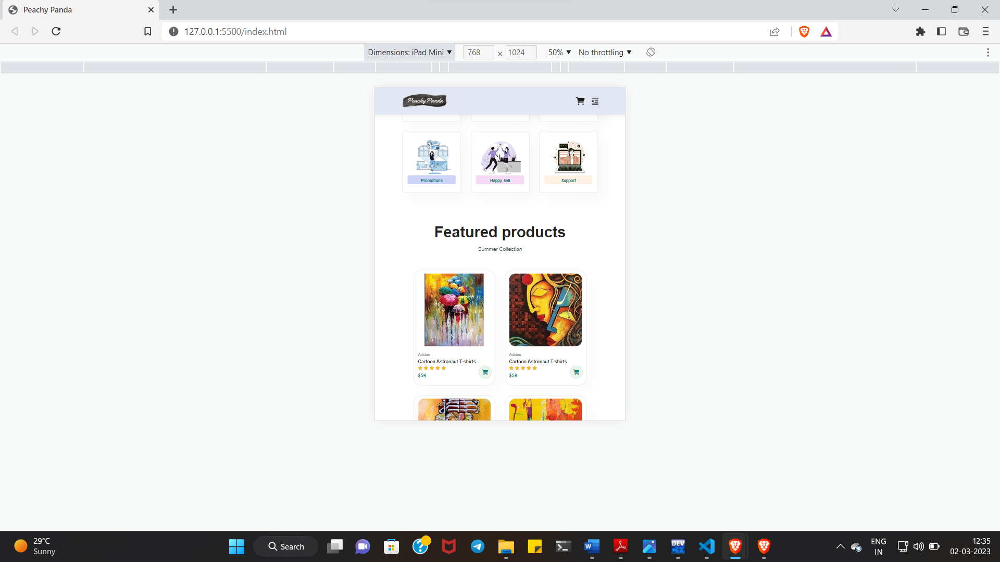 Peachy Panda
127.0.0.1:5500/index.html
Dimensions: iPad Mini ▼ 768 × 1024 50% ▼ No throttling ▼
Peachy Panda
Promotions Happy Sell Support
Featured products
Summer Collection
Adidas Adidas
Cartoon Astronaut T-shirts Cartoon Astronaut T-shirts
$56 $56
29°C
Sunny
Search
DEV
C++
ENG
IN
12:35
02-03-2023